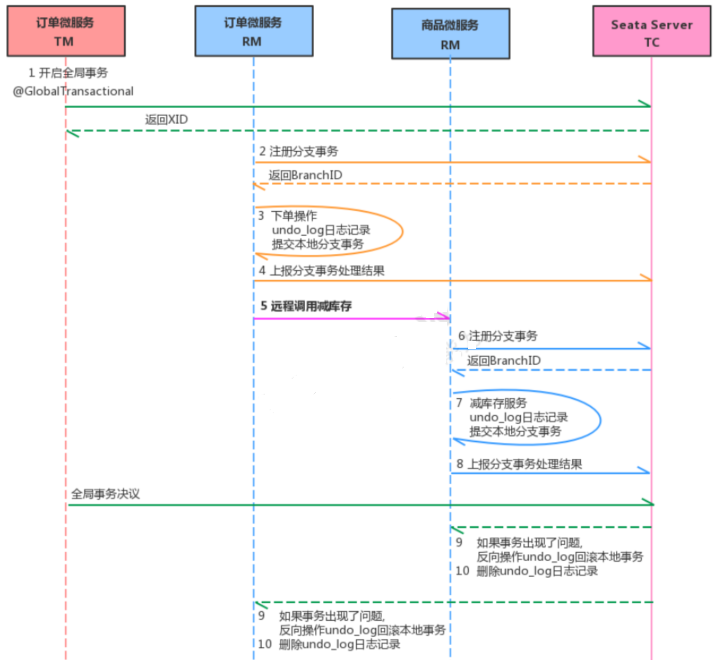 订单微服务
TM
订单微服务
RM
商品微服务
RM
Seata Server
TC
1 开启全局事务
@GlobalTransactional
返回XID
2 注册分支事务
返回BranchID
3 下单操作
undo_log日志记录
提交本地分支事务
4 上报分支事务处理结果
5 远程调用减库存
6 注册分支事务
返回BranchID
7 减库存服务
undo_log日志记录
提交本地分支事务
8 上报分支事务处理结果
全局事务决议
9 如果事务出现了问题,
反向操作undo_log回滚本地事务
10 删除undo_log日志记录
9 如果事务出现了问题,
反向操作undo_log回滚本地事务
10 删除undo_log日志记录